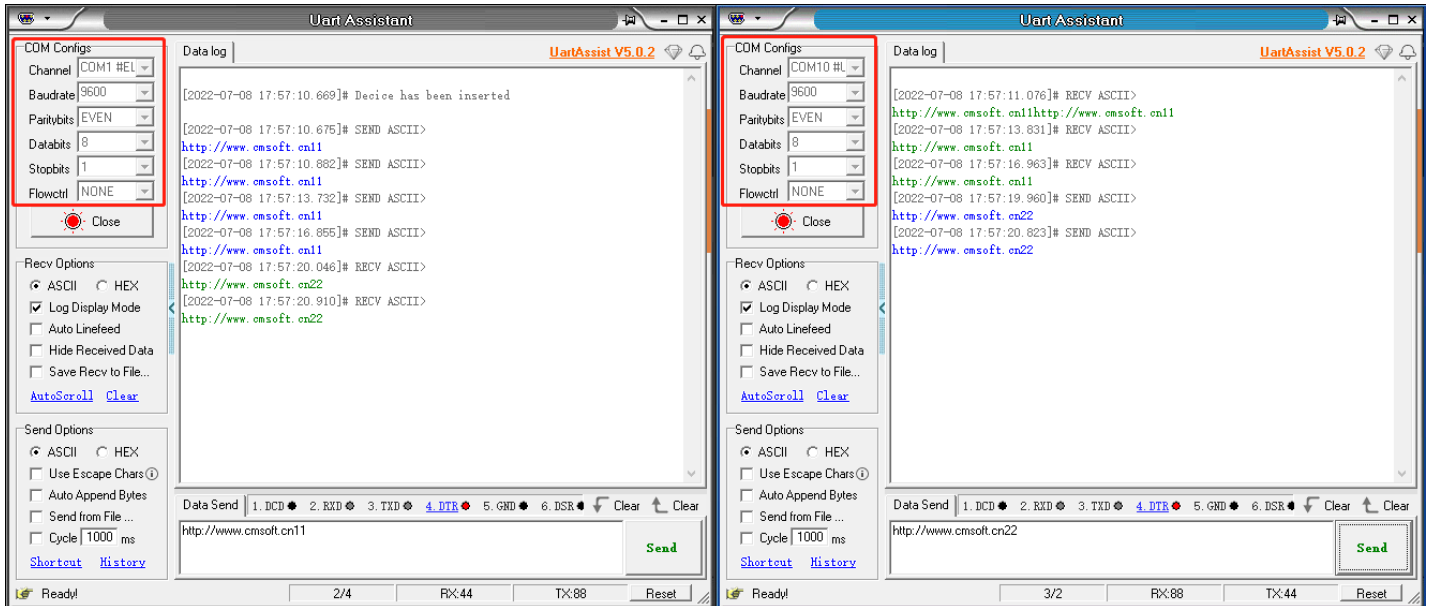 Uart Assistant
COM Configs
Channel COM1 #EL
Baudrate 9600
Paritybits EVEN
Databits 8
Stopbits 1
Flowctrl NONE
Close
Recv Options
ASCII HEX
Log Display Mode
Auto Linefeed
Hide Received Data
Save Recv to File...
AutoScroll Clear
Send Options
ASCII HEX
Use Escape Chars
Auto Append Bytes
Send from File ...
Cycle 1000 ms
Shortcut History
Data log UartAssist V5.0.2
[2022-07-08 17:57:10.669]# Decice has been inserted
[2022-07-08 17:57:10.675]# SEND ASCII>
http://www.cmsoft.cn11
[2022-07-08 17:57:10.882]# SEND ASCII>
http://www.cmsoft.cn11
[2022-07-08 17:57:13.732]# SEND ASCII>
http://www.cmsoft.cn11
[2022-07-08 17:57:16.855]# SEND ASCII>
http://www.cmsoft.cn11
[2022-07-08 17:57:20.046]# RECV ASCII>
http://www.cmsoft.cn22
[2022-07-08 17:57:20.910]# RECV ASCII>
http://www.cmsoft.cn22
Data Send 1.DCD 2.RXD 3.TXD 4.DTR 5.GND 6.DSR Clear Clear
http://www.cmsoft.cn11
Send
Ready! 2/4 RX:44 TX:88 Reset
Uart Assistant
COM Configs
Channel COM10 #U
Baudrate 9600
Paritybits EVEN
Databits 8
Stopbits 1
Flowctrl NONE
Close
Recv Options
ASCII HEX
Log Display Mode
Auto Linefeed
Hide Received Data
Save Recv to File...
AutoScroll Clear
Send Options
ASCII HEX
Use Escape Chars
Auto Append Bytes
Send from File ...
Cycle 1000 ms
Shortcut History
Data log UartAssist V5.0.2
[2022-07-08 17:57:11.076]# RECV ASCII>
http://www.cmsoft.cn11http://www.cmsoft.cn11
[2022-07-08 17:57:13.831]# RECV ASCII>
http://www.cmsoft.cn11
[2022-07-08 17:57:16.963]# RECV ASCII>
http://www.cmsoft.cn11
[2022-07-08 17:57:19.960]# SEND ASCII>
http://www.cmsoft.cn22
[2022-07-08 17:57:20.823]# SEND ASCII>
http://www.cmsoft.cn22
Data Send 1.DCD 2.RXD 3.TXD 4.DTR 5.GND 6.DSR Clear Clear
http://www.cmsoft.cn22
Send
Ready! 3/2 RX:88 TX:44 Reset